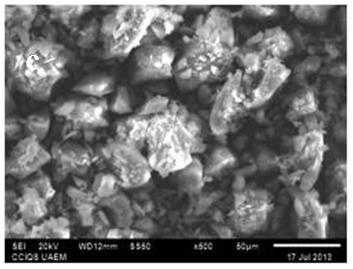 c
SEI 20kV WD12mm SS50 x500 50µm
CCIQS UAEM 17 Jul 2013